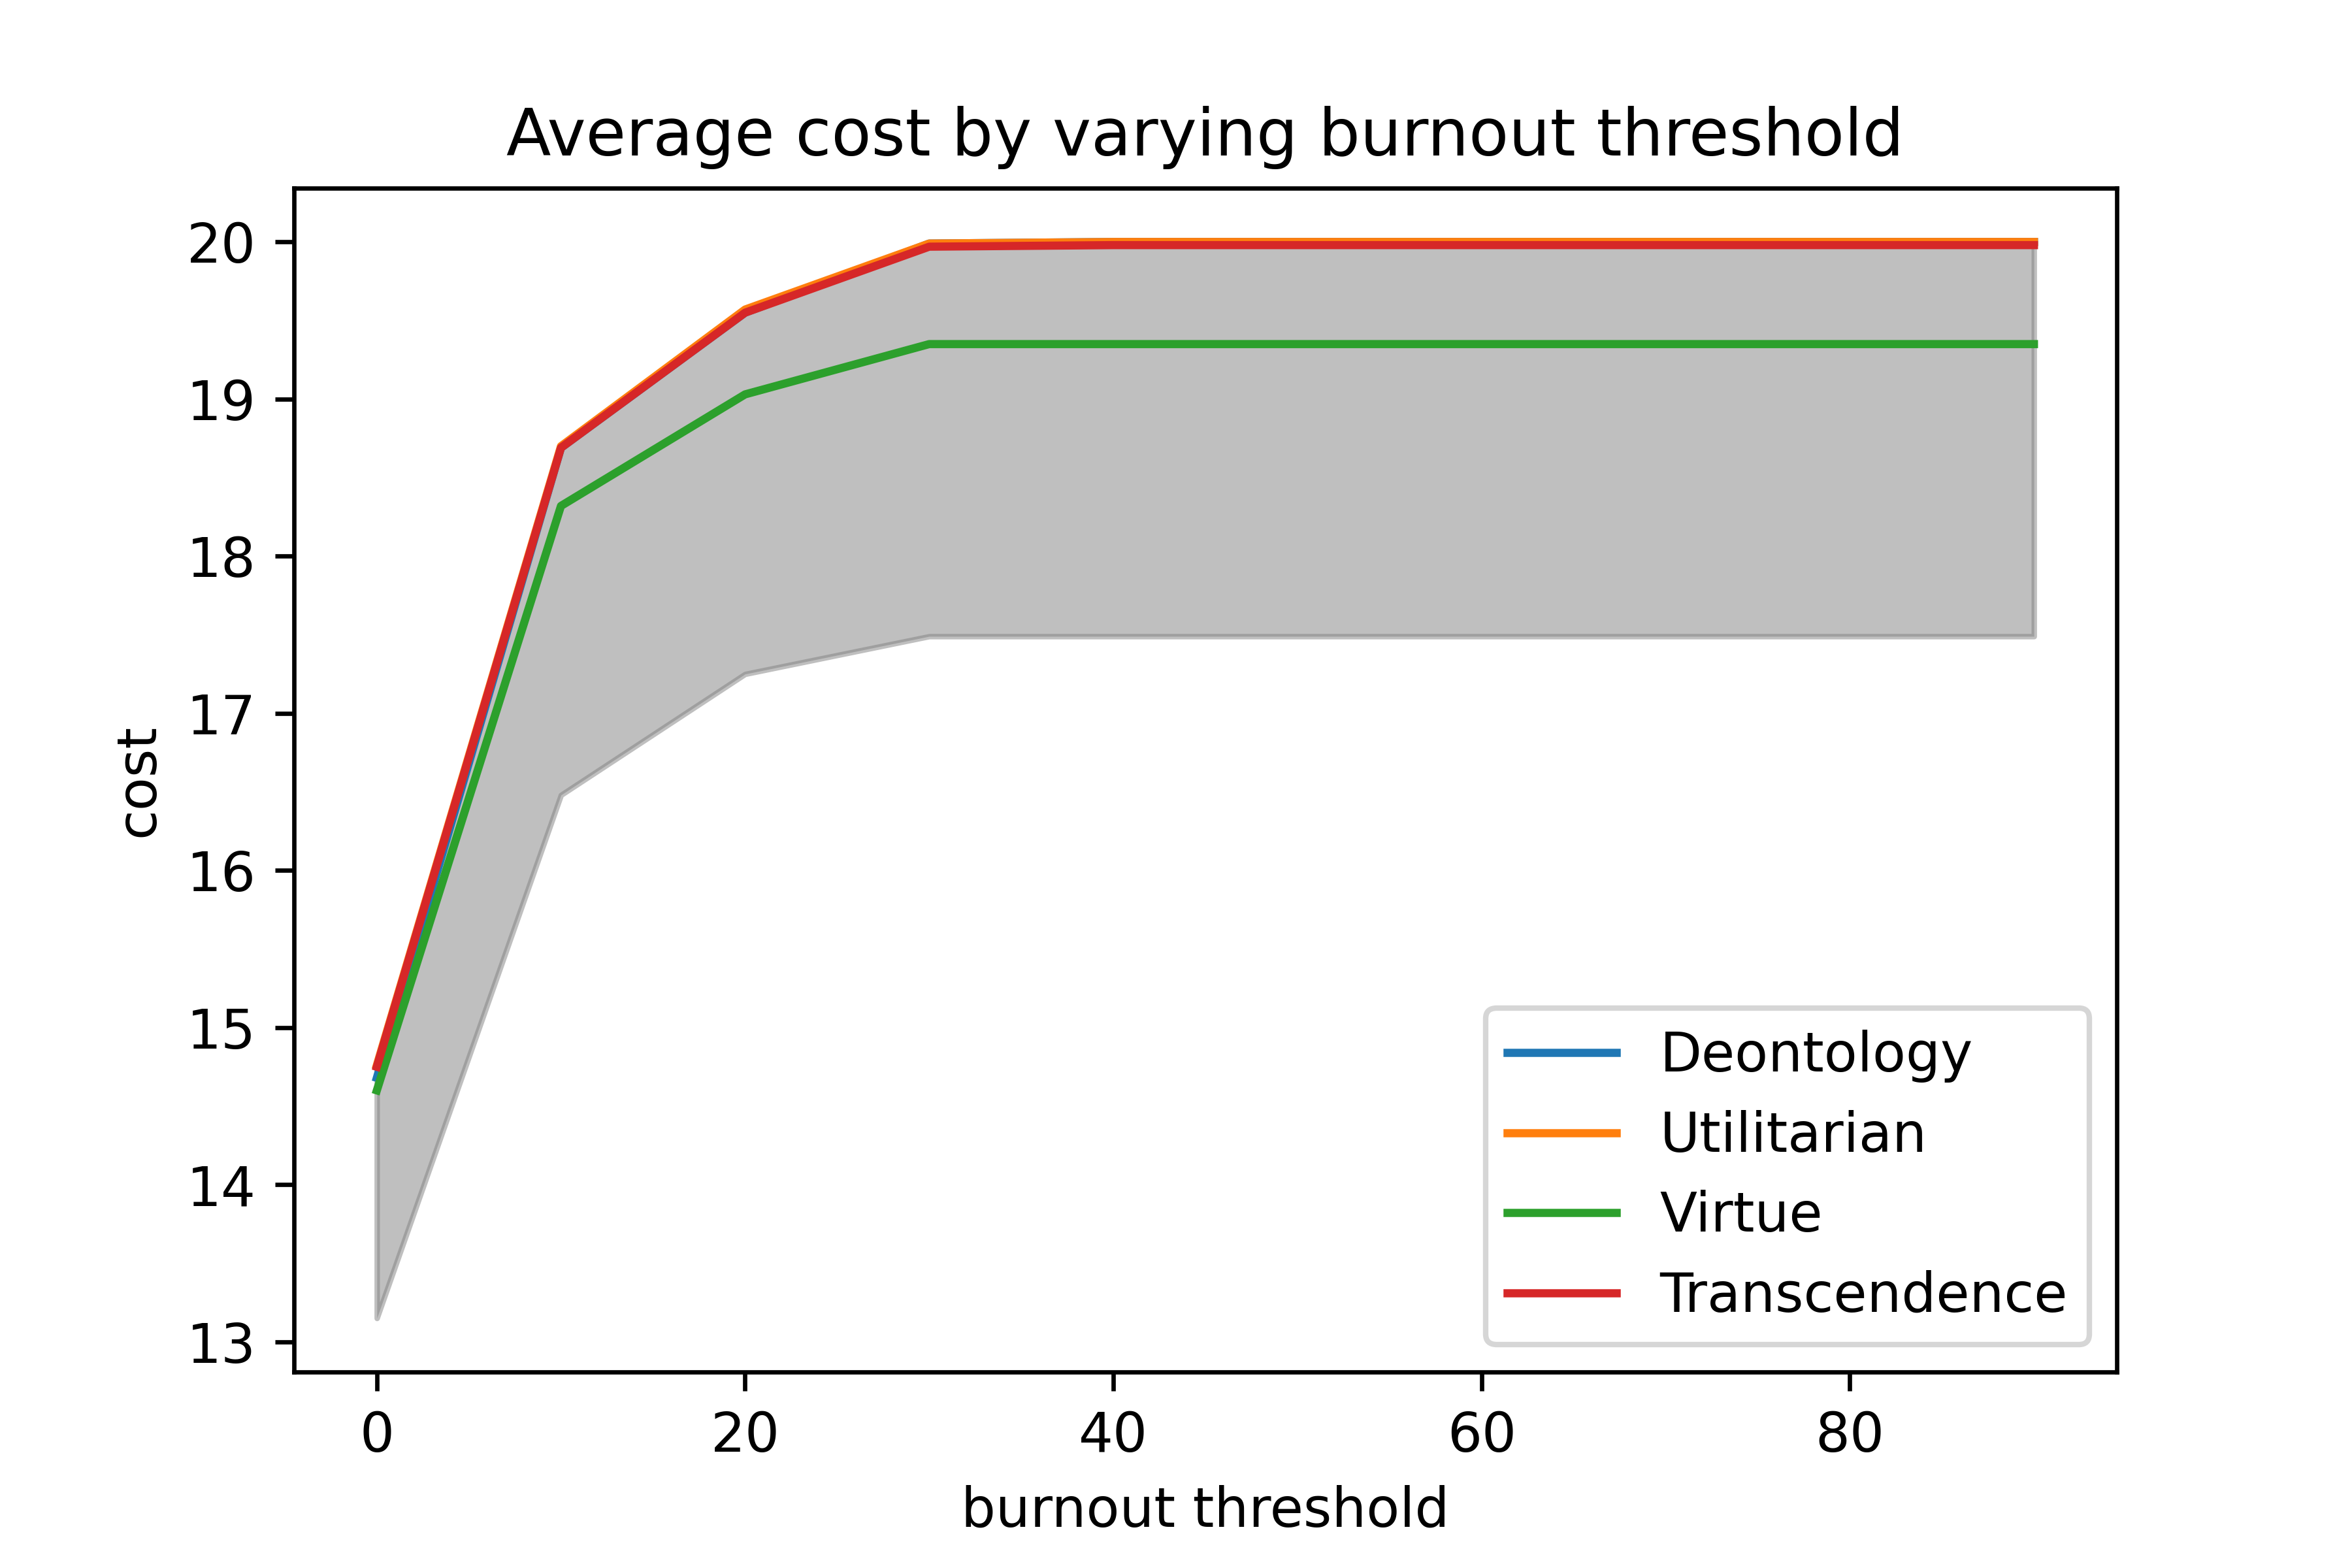 Average cost by varying burnout threshold
20
19
18
17
16
15
14
13
cost
0 20 40 60 80
burnout threshold
Deontology
Utilitarian
Virtue
Transcendence